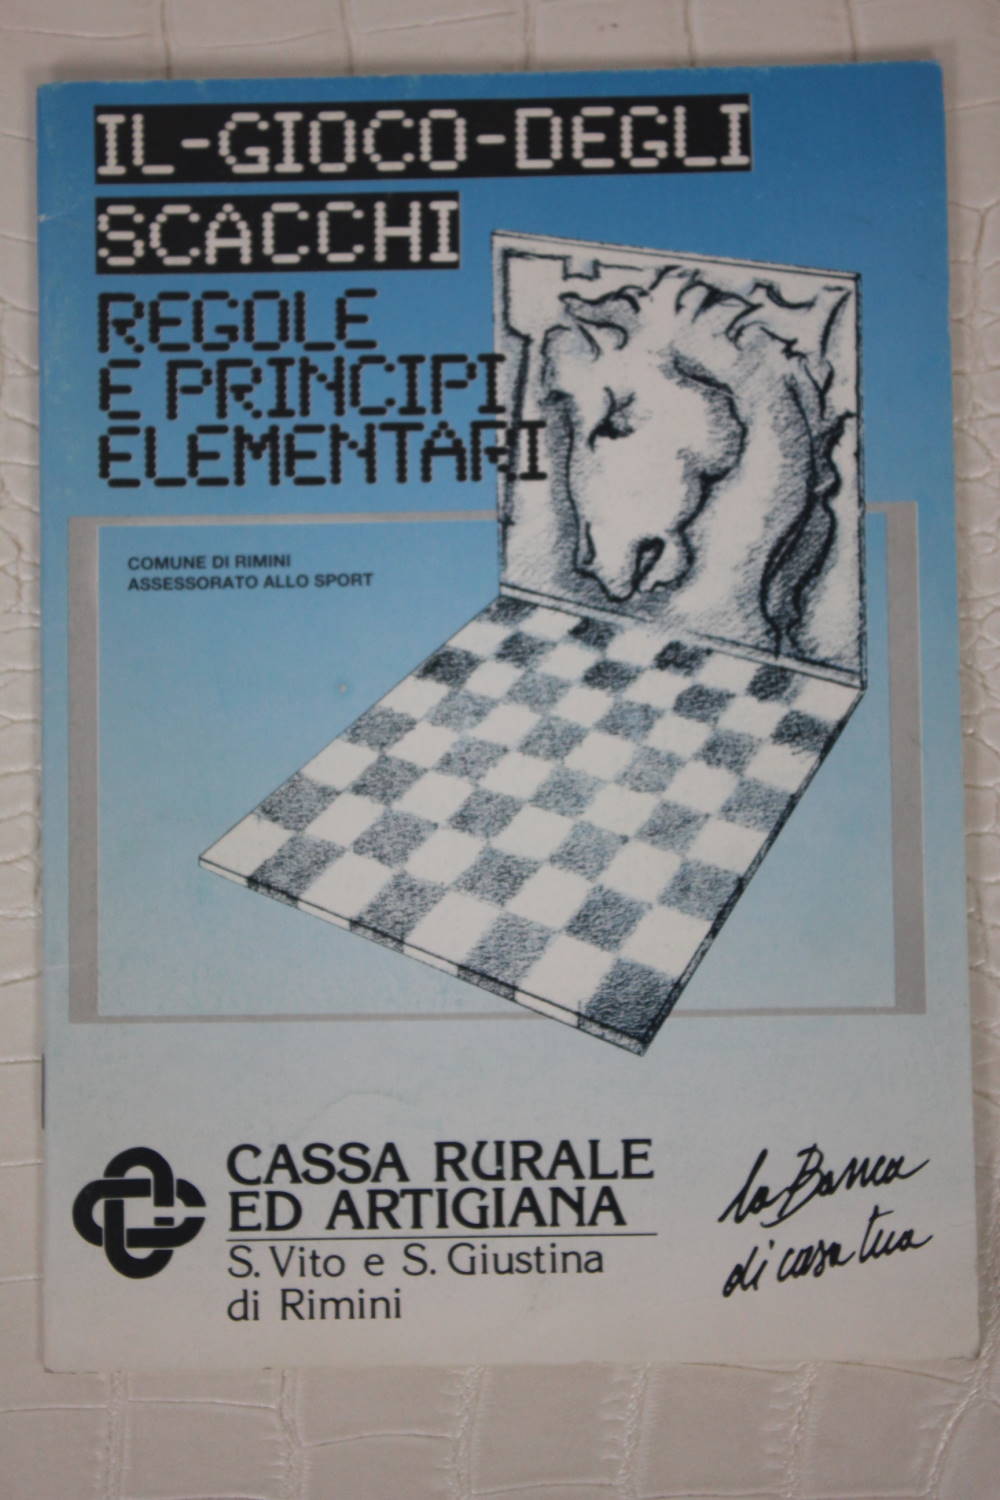 IL-GIOCO-DEGLI
SCACCHI
REGOLE
E PRINCIPI
ELEMENTARI
COMUNE DI RIMINI
ASSESSORATO ALLO SPORT
CASSA RURALE
ED ARTIGIANA
S. Vito e S. Giustina
di Rimini
la Banca
di casa tua